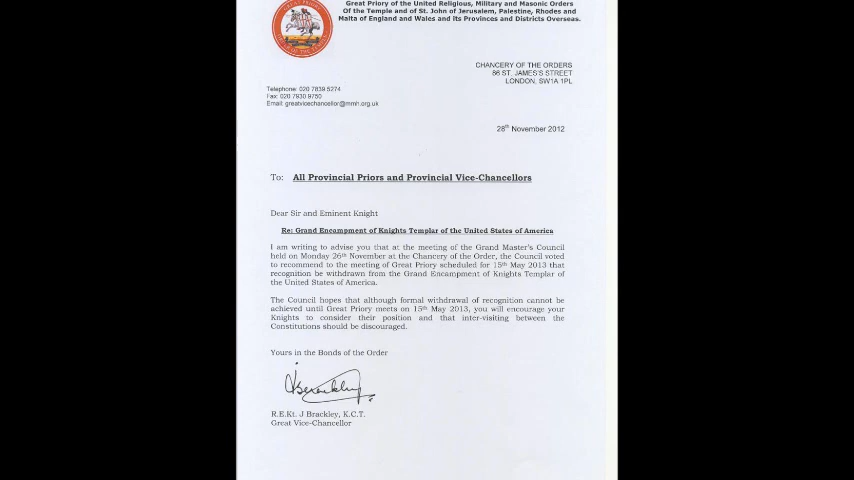 Great Priory of the United Religious, Military and Masonic Orders
Of the Temple and of St. John of Jerusalem, Palestine, Rhodes and
Malta of England and Wales and its Provinces and Districts Overseas.
CHANCERY OF THE ORDERS
86 ST. JAMES'S STREET
LONDON, SW1A 1PL
Telephone: 020 7839 5274
Fax: 020 7930 9750
Email: greatvicechancellor@mmh.org.uk
28th November 2012
To: All Provincial Priors and Provincial Vice-Chancellors
Dear Sir and Eminent Knight
Re: Grand Encampment of Knights Templar of the United States of America
I am writing to advise you that at the meeting of the Grand Master's Council
held on Monday 26th November at the Chancery of the Order, the Council voted
to recommend to the meeting of Great Priory scheduled for 15th May 2013 that
recognition be withdrawn from the Grand Encampment of Knights Templar of
the United States of America.
The Council hopes that although formal withdrawal of recognition cannot be
achieved until Great Priory meets on 15th May 2013, you will encourage your
Knights to consider their position and that inter-visiting between the
Constitutions should be discouraged.
Yours in the Bonds of the Order
R.E.Kt. J Brackley, K.C.T.
Great Vice-Chancellor